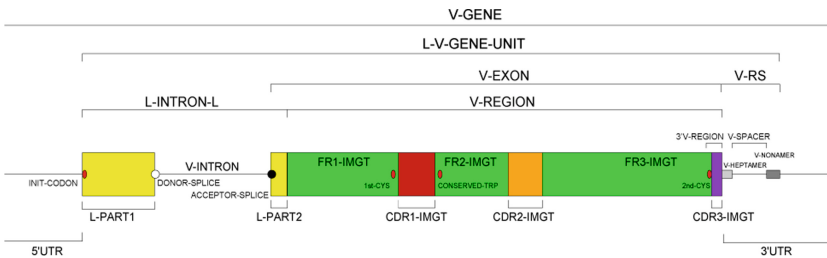 V-GENE
L-V-GENE-UNIT
V-EXON
V-RS
L-INTRON-L
V-REGION
3'V-REGION
V-SPACER
V-INTRON
FR1-IMGT
FR2-IMGT
FR3-IMGT
V-NONAMER
V-HEPTAMER
INIT-CODON
DONOR-SPLICE
1st-CYS
CONSERVED-TRP
2nd-CYS
ACCEPTOR-SPLICE
L-PART1
L-PART2
CDR1-IMGT
CDR2-IMGT
CDR3-IMGT
5'UTR
3'UTR